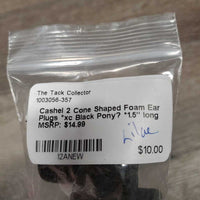 The Tack Collector
1003056-357
Cashel 2 Cone Shaped Foam Ear
Plugs "xc Black Pony? "1.5" long
MSRP: $14.99
$10.00
12ANEW